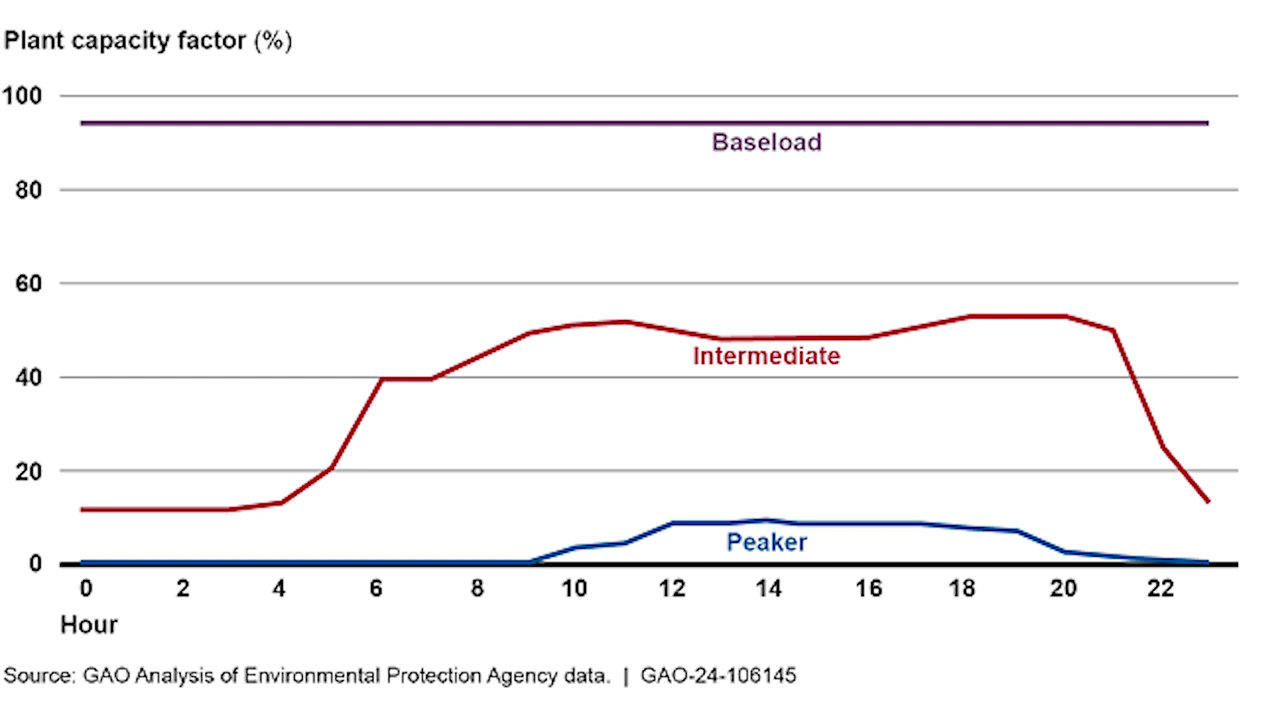 Plant capacity factor (%)
100
Baseload
80
60
Intermediate
40
20
Peaker
0
0 2 4 6 8 10 12 14 16 18 20 22
Hour
Source: GAO Analysis of Environmental Protection Agency data. | GAO-24-106145